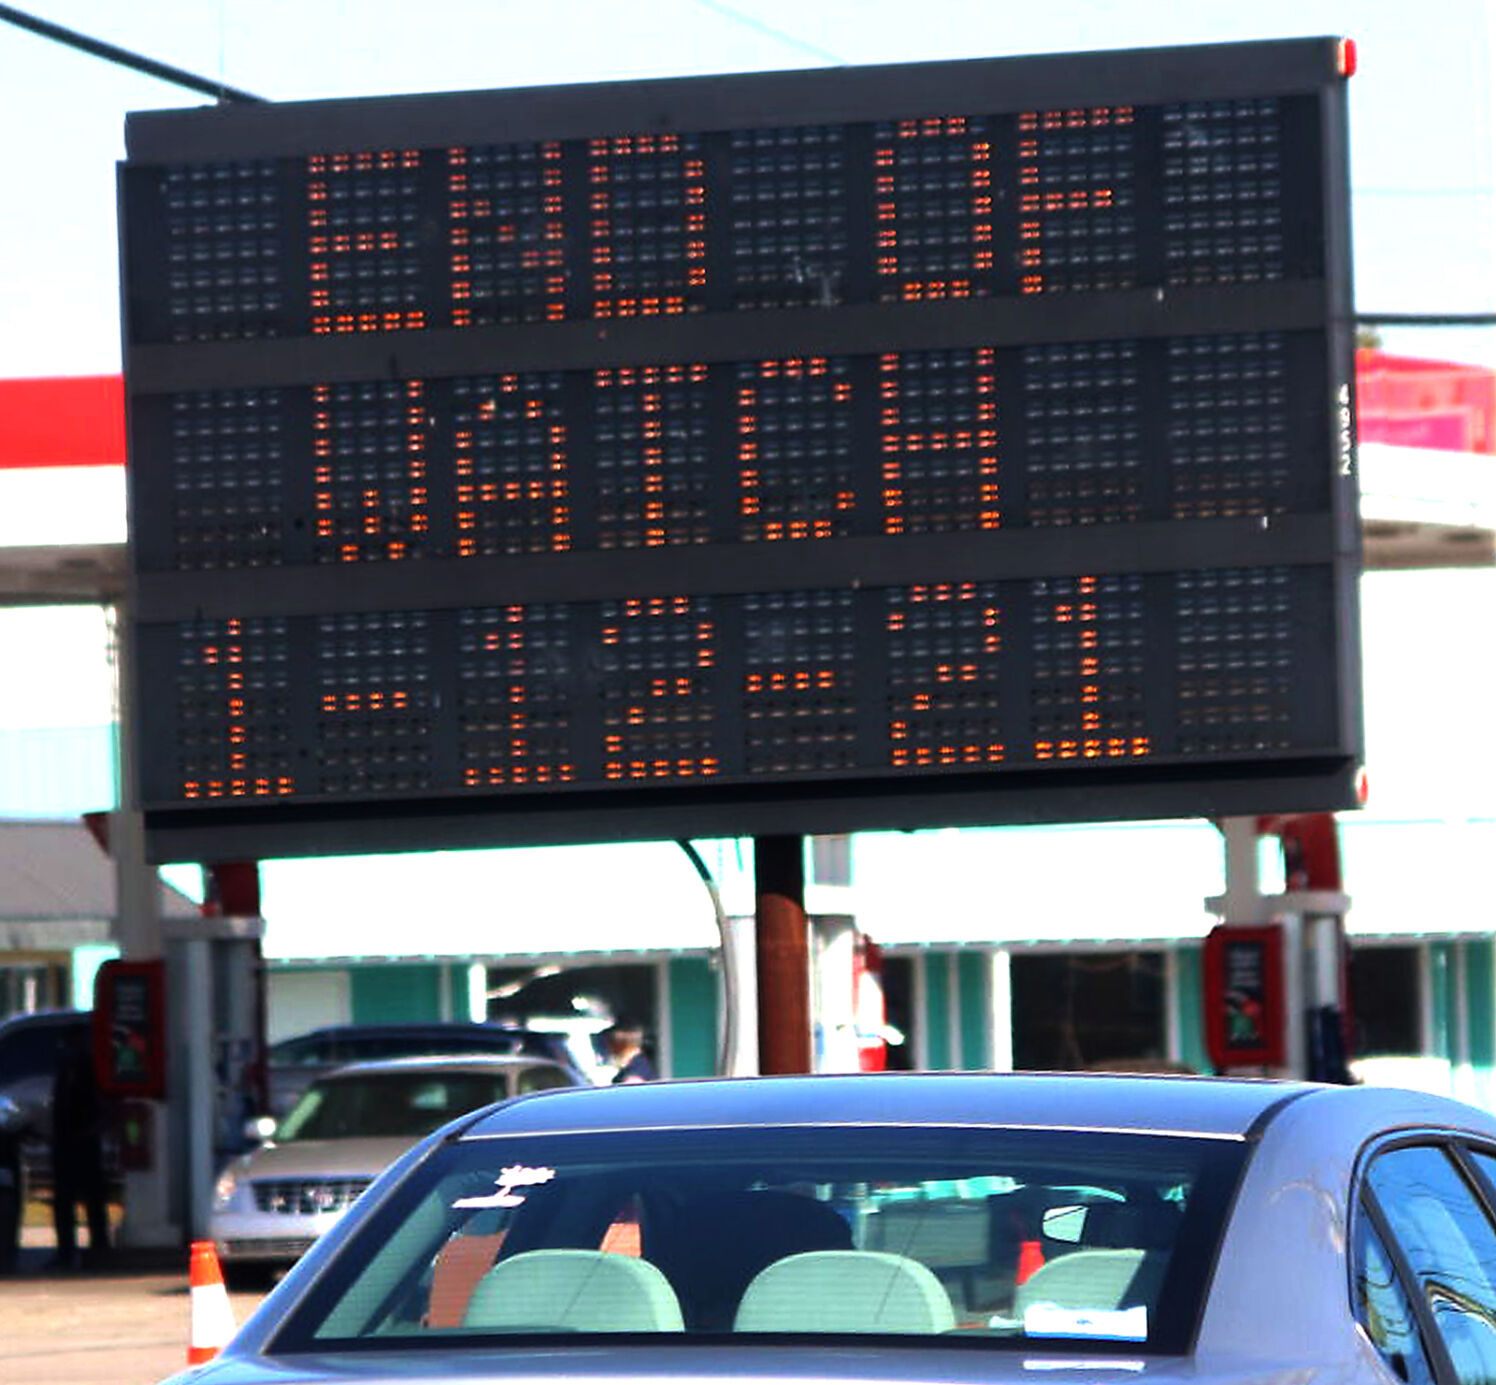 END OF
WATCH
1-12-21